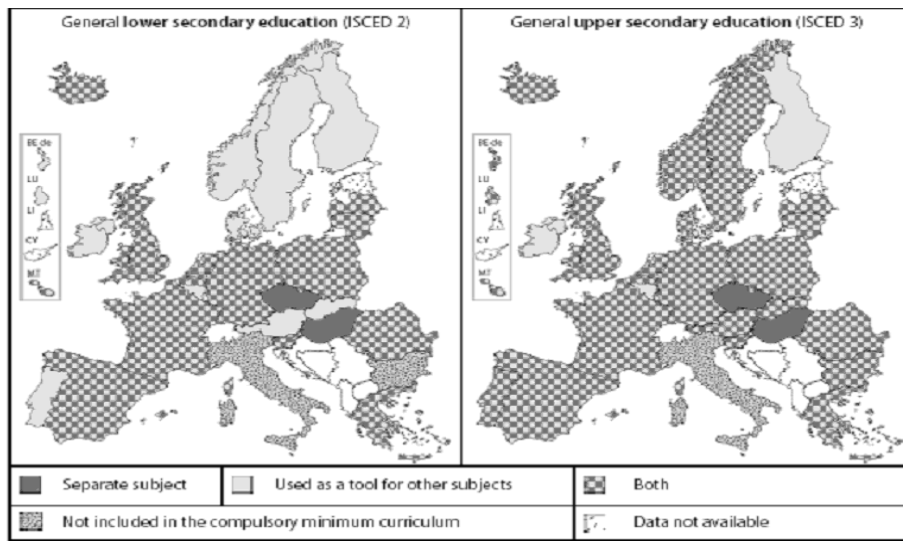 General lower secondary education (ISCED 2)
General upper secondary education (ISCED 3)
BE de
LU
LI
CY
MT
BE de
LU
LI
CY
MT
Separate subject
Used as a tool for other subjects
Both
Not included in the compulsory minimum curriculum
Data not available